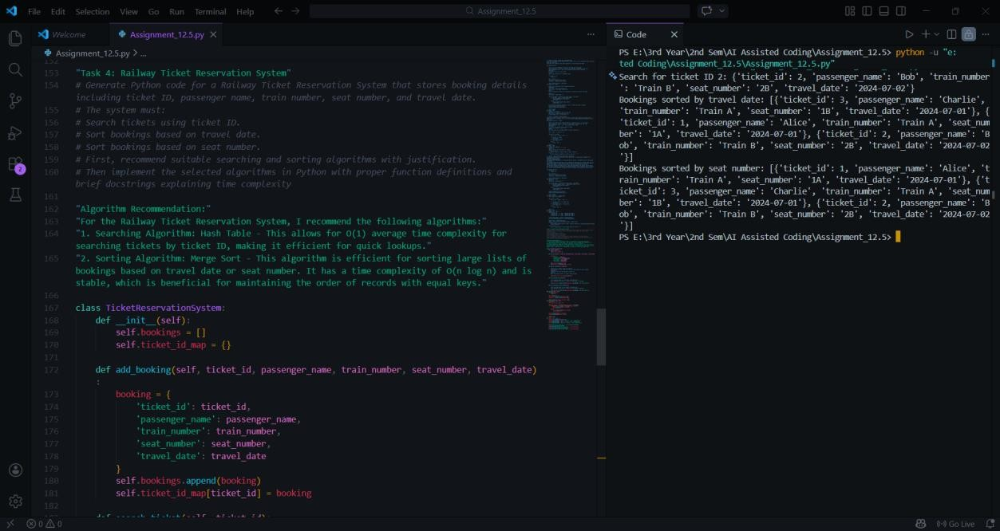 File Edit Selection View Go Run Terminal Help
Assignment_12.5
Welcome
Assignment_12.5.py
Assignment_12.5.py > ...
152
153 "Task 4: Railway Ticket Reservation System"
154 # Generate Python code for a Railway Ticket Reservation System that stores booking details
including ticket ID, passenger name, train number, seat number, and travel date.
155 # The system must:
156 # Search tickets using ticket ID.
157 # Sort bookings based on travel date.
158 # Sort bookings based on seat number.
159 # First, recommend suitable searching and sorting algorithms with justification.
160 # Then implement the selected algorithms in Python with proper function definitions and
brief docstrings explaining time complexity
161
162 "Algorithm Recommendation:"
163 "For the Railway Ticket Reservation System, I recommend the following algorithms:"
164 "1. Searching Algorithm: Hash Table - This allows for O(1) average time complexity for
searching tickets by ticket ID, making it efficient for quick lookups."
165 "2. Sorting Algorithm: Merge Sort - This algorithm is efficient for sorting large lists of
bookings based on travel date or seat number. It has a time complexity of O(n log n) and is
stable, which is beneficial for maintaining the order of records with equal keys."
166
167 class TicketReservationSystem:
168 def __init__(self):
169 self.bookings = []
170 self.ticket_id_map = {}
171
172 def add_booking(self, ticket_id, passenger_name, train_number, seat_number, travel_date)
:
173 booking = {
174 'ticket_id': ticket_id,
175 'passenger_name': passenger_name,
176 'train_number': train_number,
177 'seat_number': seat_number,
178 'travel_date': travel_date
179 }
180 self.bookings.append(booking)
181 self.ticket_id_map[ticket_id] = booking
182
183 def search_ticket(self, ticket_id):
Code
PS E:\3rd Year\2nd Sem\AI Assisted Coding\Assignment_12.5> python -u "e:
ted Coding\Assignment_12.5\Assignment_12.5.py"
Search for ticket ID 2: {'ticket_id': 2, 'passenger_name': 'Bob', 'train_number
': 'Train B', 'seat_number': '2B', 'travel_date': '2024-07-02'}
Bookings sorted by travel date: [{'ticket_id': 3, 'passenger_name': 'Charlie',
'train_number': 'Train A', 'seat_number': '1B', 'travel_date': '2024-07-01'}, {
'ticket_id': 1, 'passenger_name': 'Alice', 'train_number': 'Train A', 'seat_num
ber': '1A', 'travel_date': '2024-07-01'}, {'ticket_id': 2, 'passenger_name': 'B
ob', 'train_number': 'Train B', 'seat_number': '2B', 'travel_date': '2024-07-02
'}]
Bookings sorted by seat number: [{'ticket_id': 1, 'passenger_name': 'Alice', 't
rain_number': 'Train A', 'seat_number': '1A', 'travel_date': '2024-07-01'}, {'t
icket_id': 3, 'passenger_name': 'Charlie', 'train_number': 'Train A', 'seat_num
ber': '1B', 'travel_date': '2024-07-01'}, {'ticket_id': 2, 'passenger_name': 'B
ob', 'train_number': 'Train B', 'seat_number': '2B', 'travel_date': '2024-07-02
'}]
PS E:\3rd Year\2nd Sem\AI Assisted Coding\Assignment_12.5>
2
0 0
Go Live